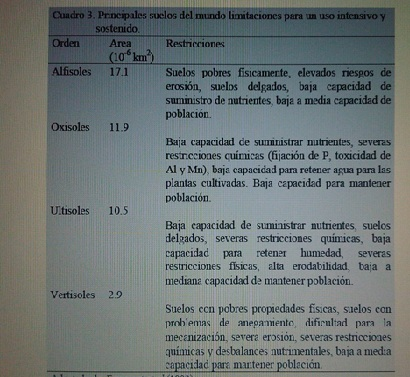 Cuadro 3. Principales suelos del mundo limitaciones para un uso intensivo y
sostenido
Orden Area Restricciones
(10⁻⁶ km²)
Alfisoles 17.1 Suelos pobres fisicamente, elevados riesgos de
erosión, suelos delgados, baja capacidad de
suministro de nutrientes, baja a media capacidad de
población.
Oxisoles 11.9
Baja capacidad de suministrar nutrientes, severas
restricciones químicas (fijación de P, toxicidad de
Al y Mn), baja capacidad para retener agua para las
plantas cultivadas. Baja capacidad para mantener
población.
Ultisoles 10.5
Baja capacidad de suministrar nutrientes, suelos
delgados, severas restricciones químicas, baja
capacidad para retener humedad, severas
restricciones físicas, alta erodabilidad, baja a
mediana capacidad de mantener población.
Vertisoles 2.9
Suelos con pobres propiedades físicas, suelos con
problemas de anegamiento, dificultad para la
mecanización, severa erosión, severas restricciones
químicas y desbalances nutrimentales, baja a media
capacidad para mantener población.